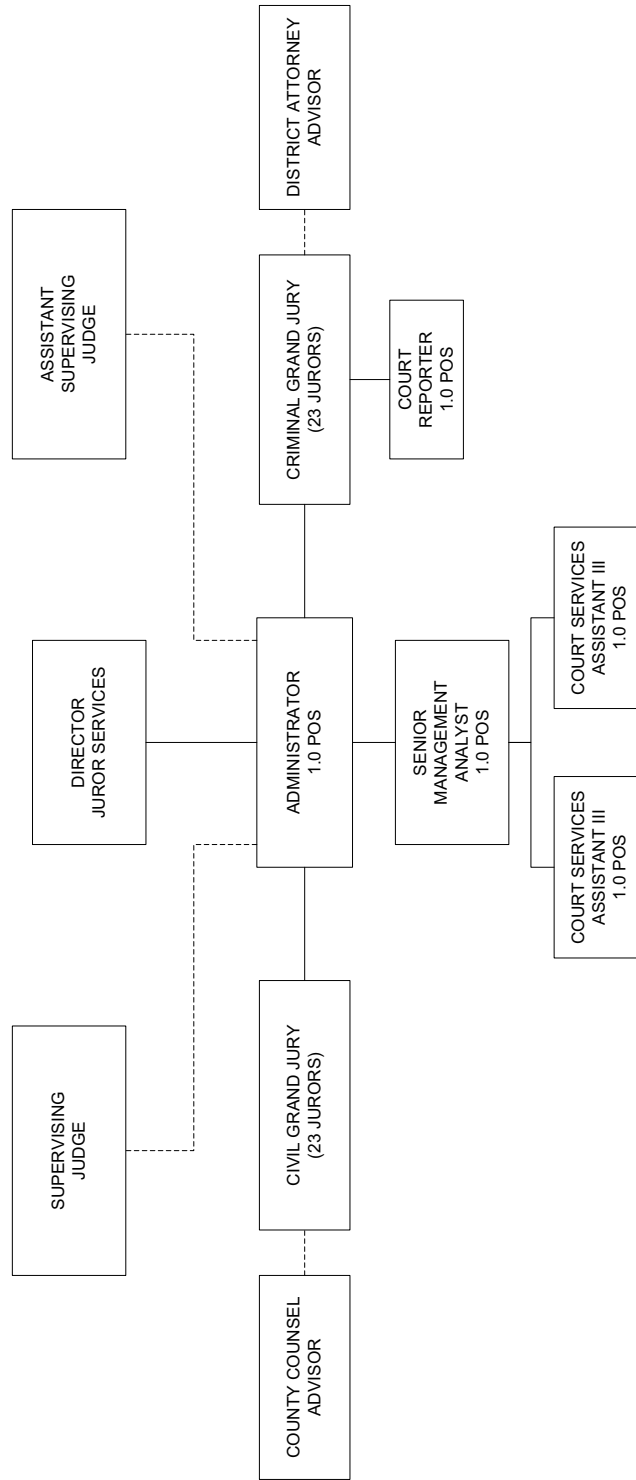 SUPERVISING
JUDGE
DIRECTOR
JUROR SERVICES
ASSISTANT
SUPERVISING
JUDGE
COUNTY COUNSEL
ADVISOR
CIVIL GRAND JURY
(23 JURORS)
ADMINISTRATOR
1.0 POS
CRIMINAL GRAND JURY
(23 JURORS)
DISTRICT ATTORNEY
ADVISOR
SENIOR
MANAGEMENT
ANALYST
1.0 POS
COURT
REPORTER
1.0 POS
COURT SERVICES
ASSISTANT III
1.0 POS
COURT SERVICES
ASSISTANT III
1.0 POS